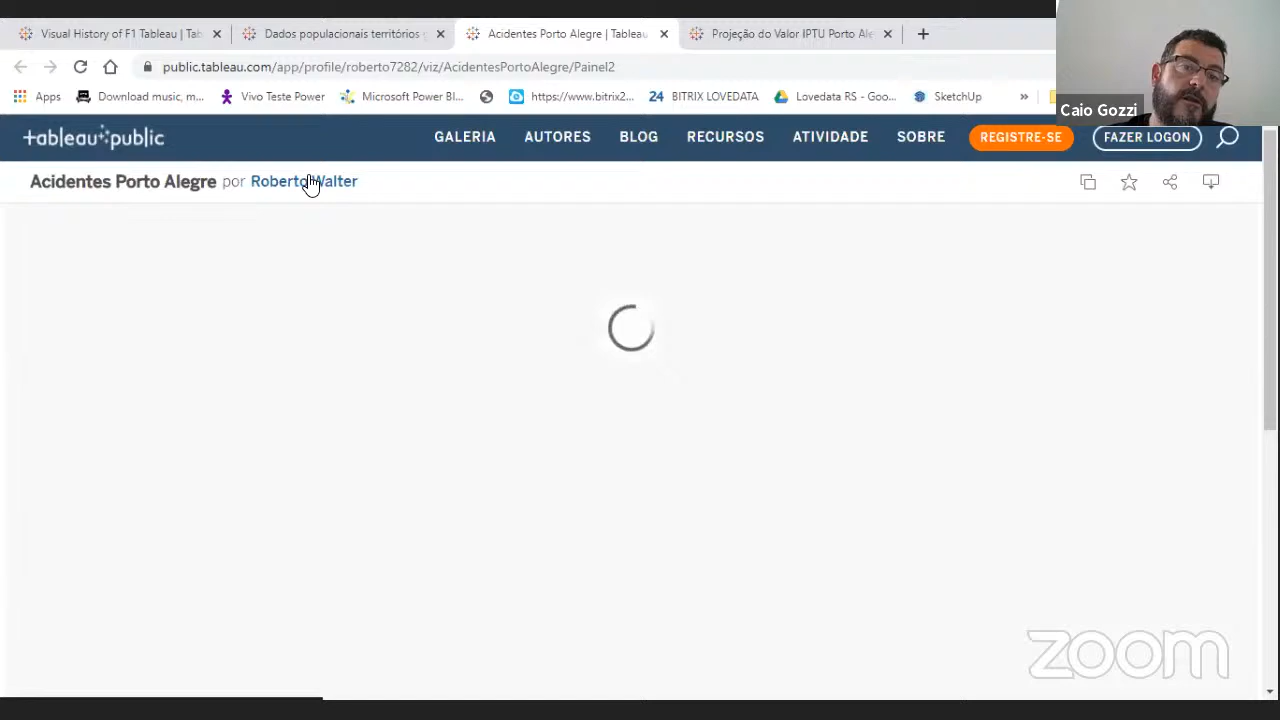 Visual History of F1 Tableau | Tab
Dados populacionais territórios
Acidentes Porto Alegre | Tableau
Projeção do Valor IPTU Porto Ale
public.tableau.com/app/profile/roberto7282/viz/AcidentesPortoAlegre/Painel2
Apps
Download music, m...
Vivo Teste Power
Microsoft Power BI...
https://www.bitrix2...
24 BITRIX LOVEDATA
Lovedata RS - Goo...
SketchUp
»
Caio Gozzi
+ableau+public
GALERIA
AUTORES
BLOG
RECURSOS
ATIVIDADE
SOBRE
REGISTRE-SE
FAZER LOGON
Acidentes Porto Alegre por Roberto Walter
zoom